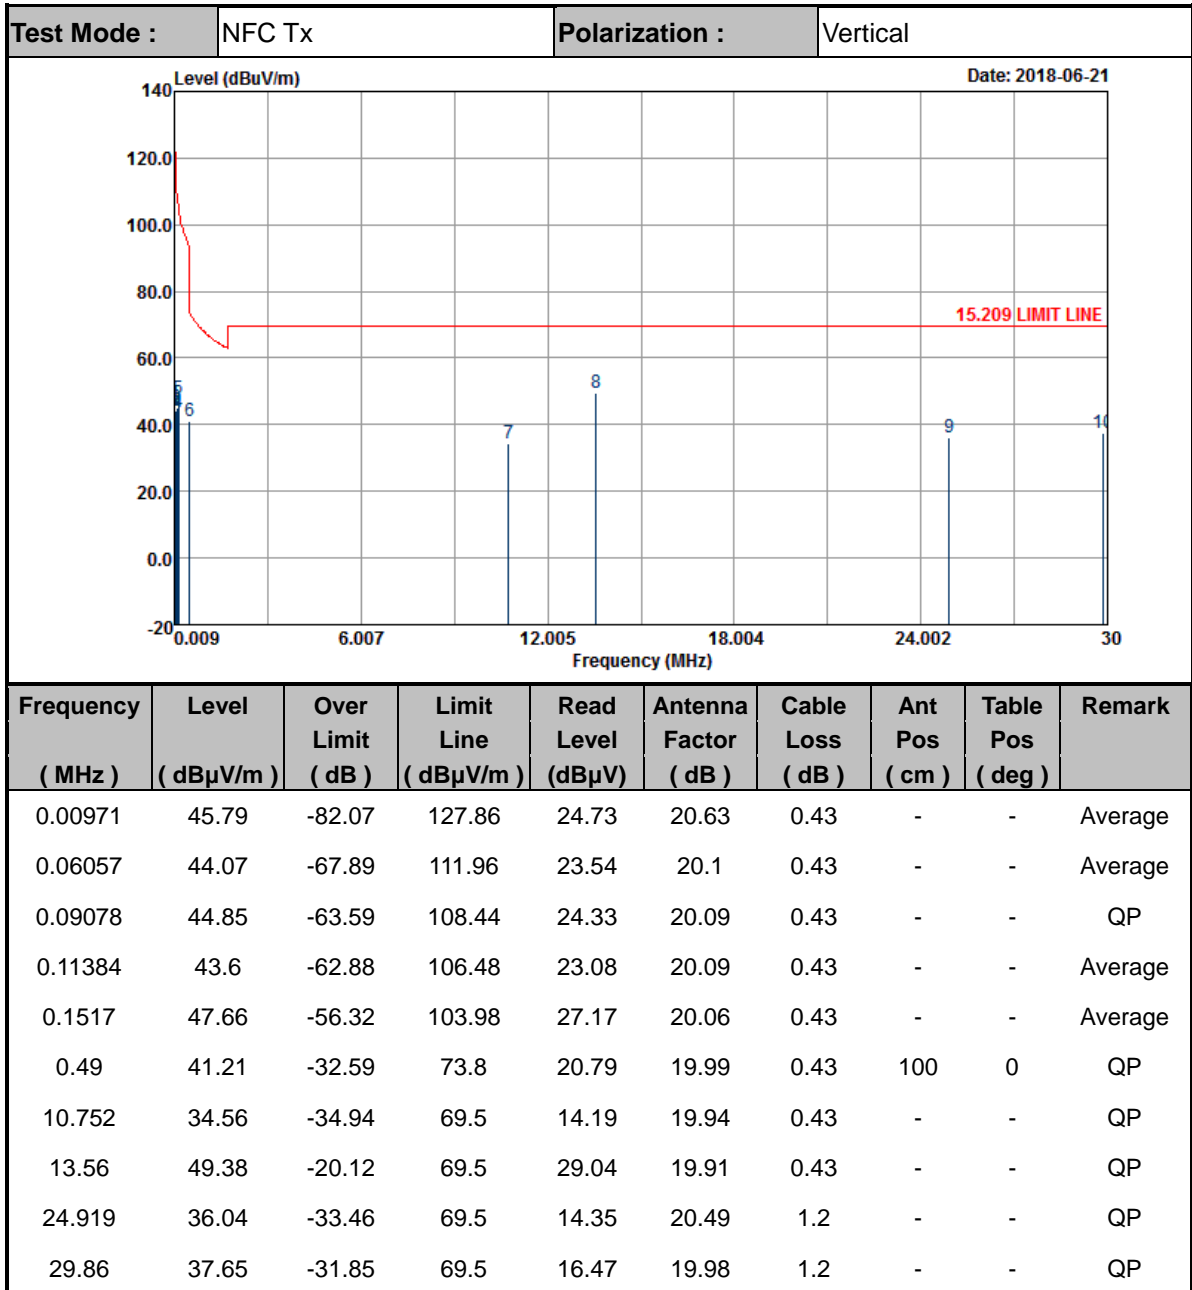 Test Mode : NFC Tx Polarization : Vertical
Level (dBuV/m) Date: 2018-06-21
140
120.0
100.0
80.0
15.209 LIMIT LINE
60.0
5
8
6
40.0
7
9
10
20.0
0.0
-20
0.009 6.007 12.005 18.004 24.002 30
Frequency (MHz)
Frequency Level Over Limit Read Antenna Cable Ant Table Remark
Limit Line Level Factor Loss Pos Pos
( MHz ) ( dBµV/m ) ( dB ) ( dBµV/m ) (dBµV) ( dB ) ( dB ) ( cm ) ( deg )
0.00971 45.79 -82.07 127.86 24.73 20.63 0.43 - - Average
0.06057 44.07 -67.89 111.96 23.54 20.1 0.43 - - Average
0.09078 44.85 -63.59 108.44 24.33 20.09 0.43 - - QP
0.11384 43.6 -62.88 106.48 23.08 20.09 0.43 - - Average
0.1517 47.66 -56.32 103.98 27.17 20.06 0.43 - - Average
0.49 41.21 -32.59 73.8 20.79 19.99 0.43 100 0 QP
10.752 34.56 -34.94 69.5 14.19 19.94 0.43 - - QP
13.56 49.38 -20.12 69.5 29.04 19.91 0.43 - - QP
24.919 36.04 -33.46 69.5 14.35 20.49 1.2 - - QP
29.86 37.65 -31.85 69.5 16.47 19.98 1.2 - - QP